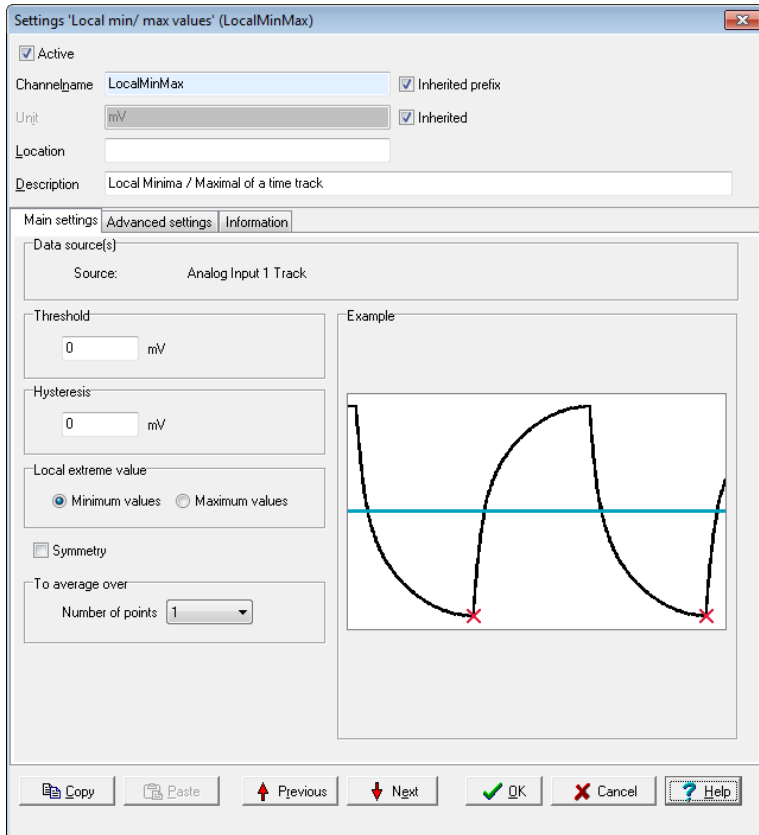 Settings 'Local min/ max values' (LocalMinMax)
Active
Channelname LocalMinMax Inherited prefix
Unit mV Inherited
Location
Description Local Minima / Maximal of a time track
Main settings Advanced settings Information
Data source(s)
Source: Analog Input 1 Track
Threshold Example
0 mV
Hysteresis
0 mV
Local extreme value
Minimum values Maximum values
Symmetry
To average over
Number of points 1
Copy Paste Previous Next OK Cancel ? Help